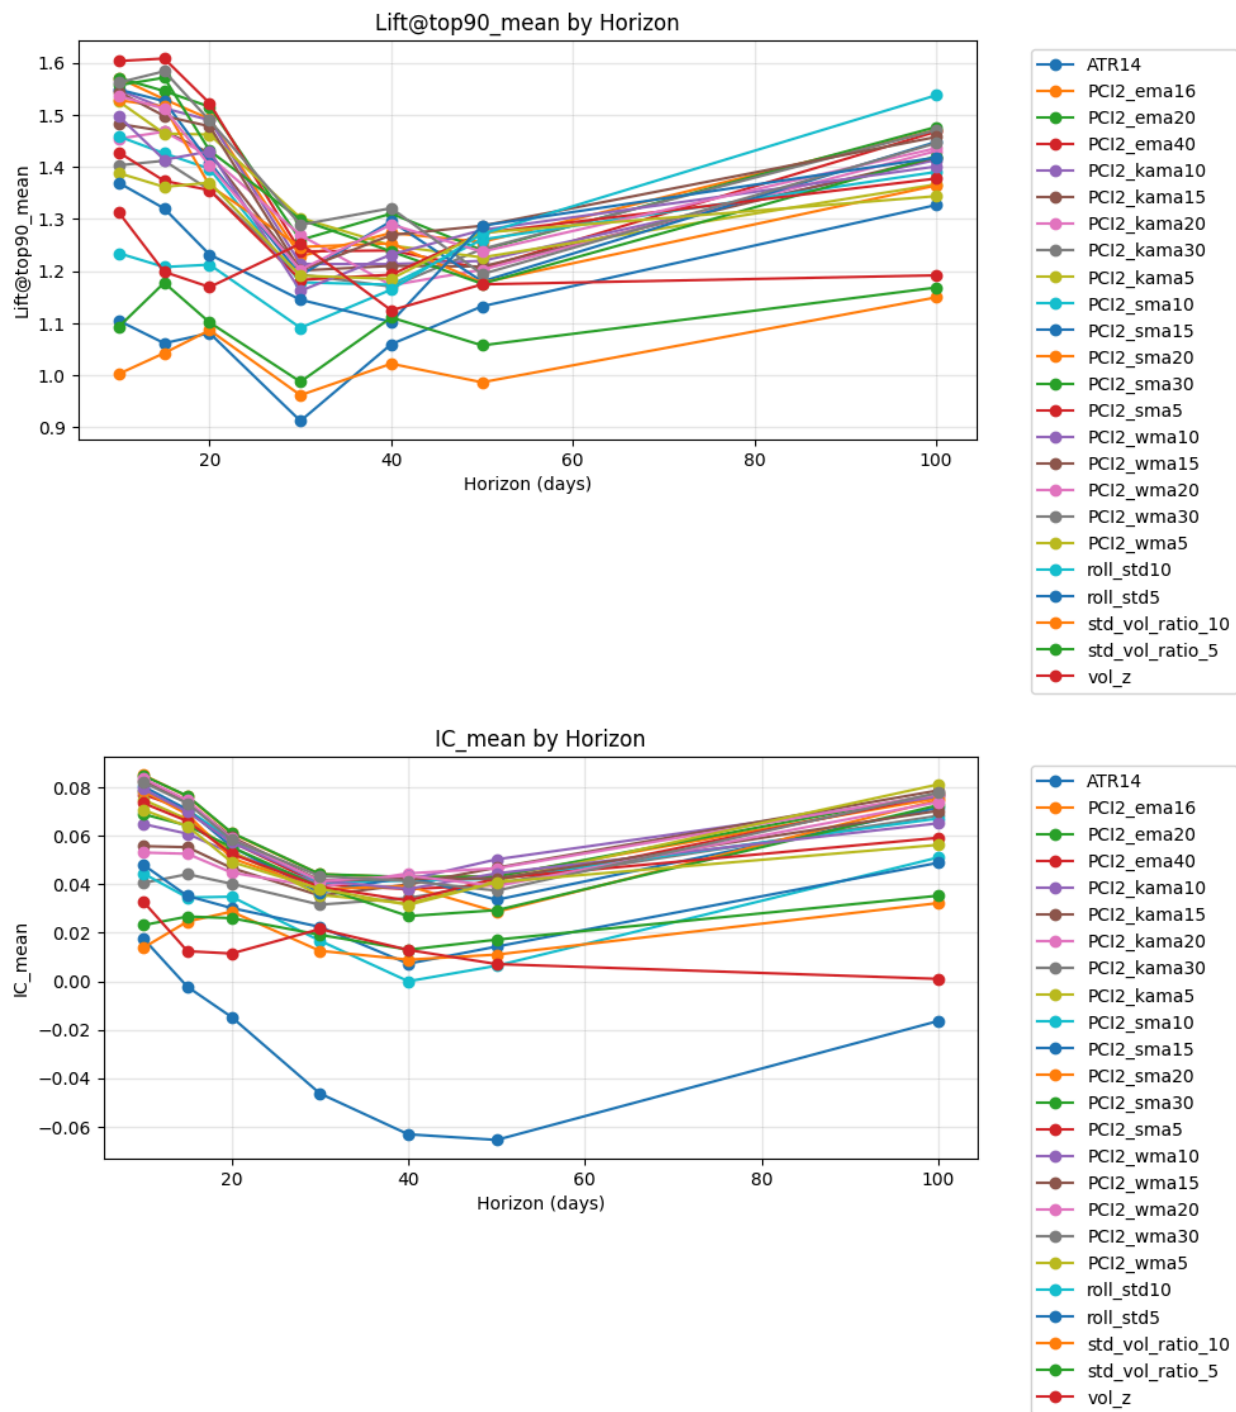 Lift@top90_mean by Horizon
Lift@top90_mean
1.6
1.5
1.4
1.3
1.2
1.1
1.0
0.9
20
40
60
80
100
Horizon (days)
ATR14
PCI2_ema16
PCI2_ema20
PCI2_ema40
PCI2_kama10
PCI2_kama15
PCI2_kama20
PCI2_kama30
PCI2_kama5
PCI2_sma10
PCI2_sma15
PCI2_sma20
PCI2_sma30
PCI2_sma5
PCI2_wma10
PCI2_wma15
PCI2_wma20
PCI2_wma30
PCI2_wma5
roll_std10
roll_std5
std_vol_ratio_10
std_vol_ratio_5
vol_z
IC_mean by Horizon
IC_mean
0.08
0.06
0.04
0.02
0.00
−0.02
−0.04
−0.06
20
40
60
80
100
Horizon (days)
ATR14
PCI2_ema16
PCI2_ema20
PCI2_ema40
PCI2_kama10
PCI2_kama15
PCI2_kama20
PCI2_kama30
PCI2_kama5
PCI2_sma10
PCI2_sma15
PCI2_sma20
PCI2_sma30
PCI2_sma5
PCI2_wma10
PCI2_wma15
PCI2_wma20
PCI2_wma30
PCI2_wma5
roll_std10
roll_std5
std_vol_ratio_10
std_vol_ratio_5
vol_z